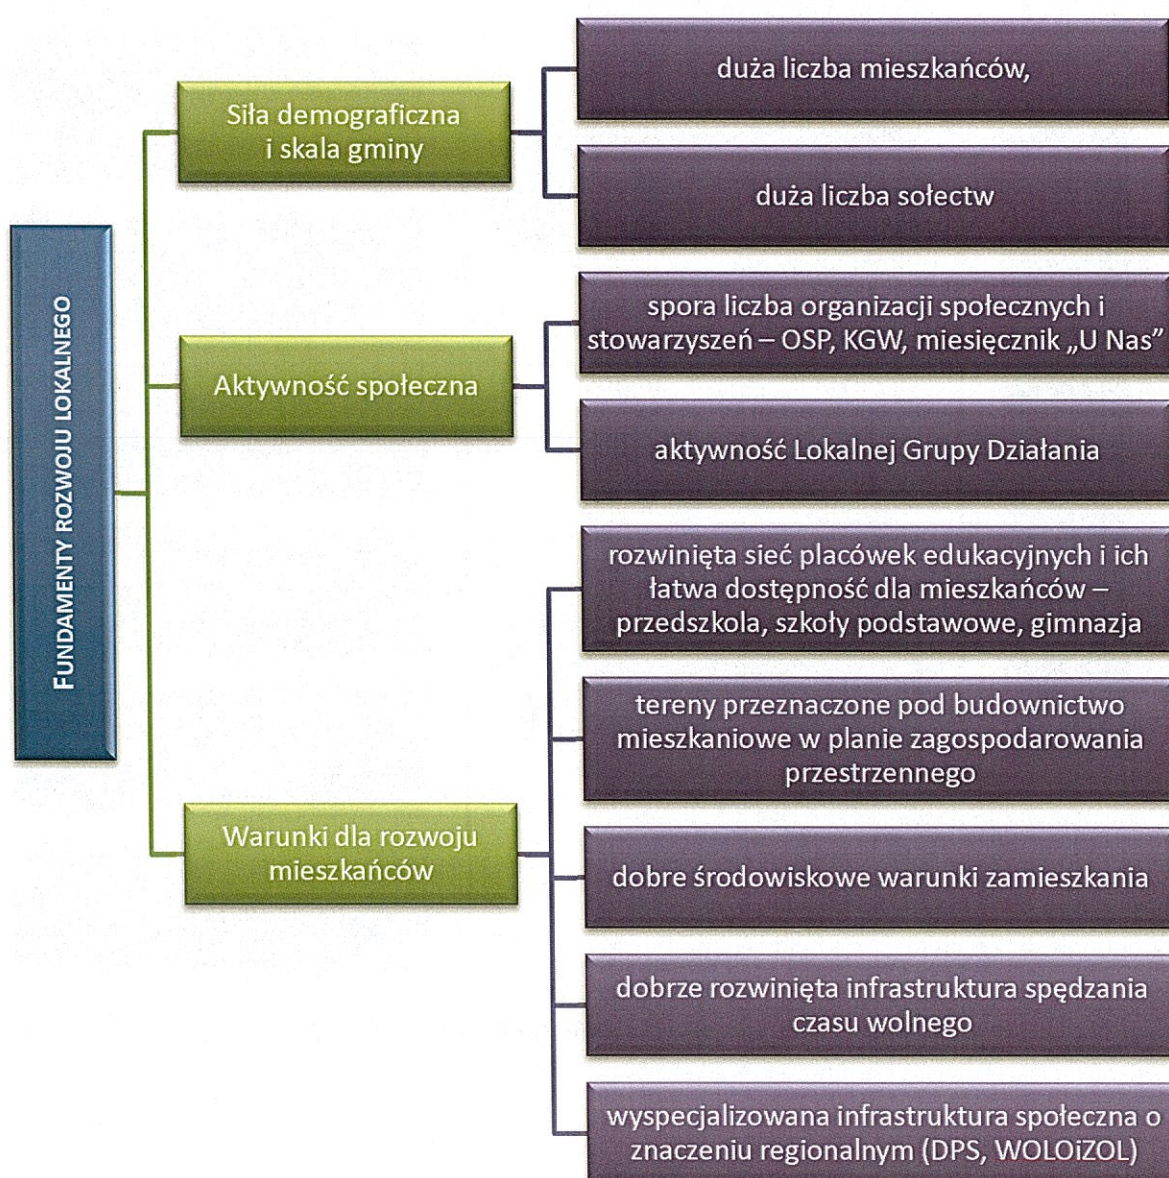 FUNDAMENTY ROZWOJU LOKALNEGO
Siła demograficzna
i skala gminy
duża liczba mieszkańców,
duża liczba sołectw
Aktywność społeczna
spora liczba organizacji społecznych i
stowarzyszeń – OSP, KGW, miesięcznik „U Nas”
aktywność Lokalnej Grupy Działania
Warunki dla rozwoju
mieszkańców
rozwinięta sieć placówek edukacyjnych i ich
łatwa dostępność dla mieszkańców –
przedszkola, szkoły podstawowe, gimnazja
tereny przeznaczone pod budownictwo
mieszkaniowe w planie zagospodarowania
przestrzennego
dobre środowiskowe warunki zamieszkania
dobrze rozwinięta infrastruktura spędzania
czasu wolnego
wyspecjalizowana infrastruktura społeczna o
znaczeniu regionalnym (DPS, WOLOiZOL)